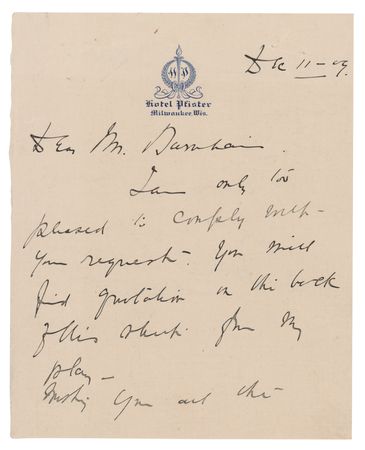 HP
Hotel Pfister
Milwaukee, Wis.
Dec 11-09.
Dear Mr. Barnham.
I am only too
pleased to comply with
your request. You will
find quotation on the back
of this sheet from my
play-
Wishing you all the